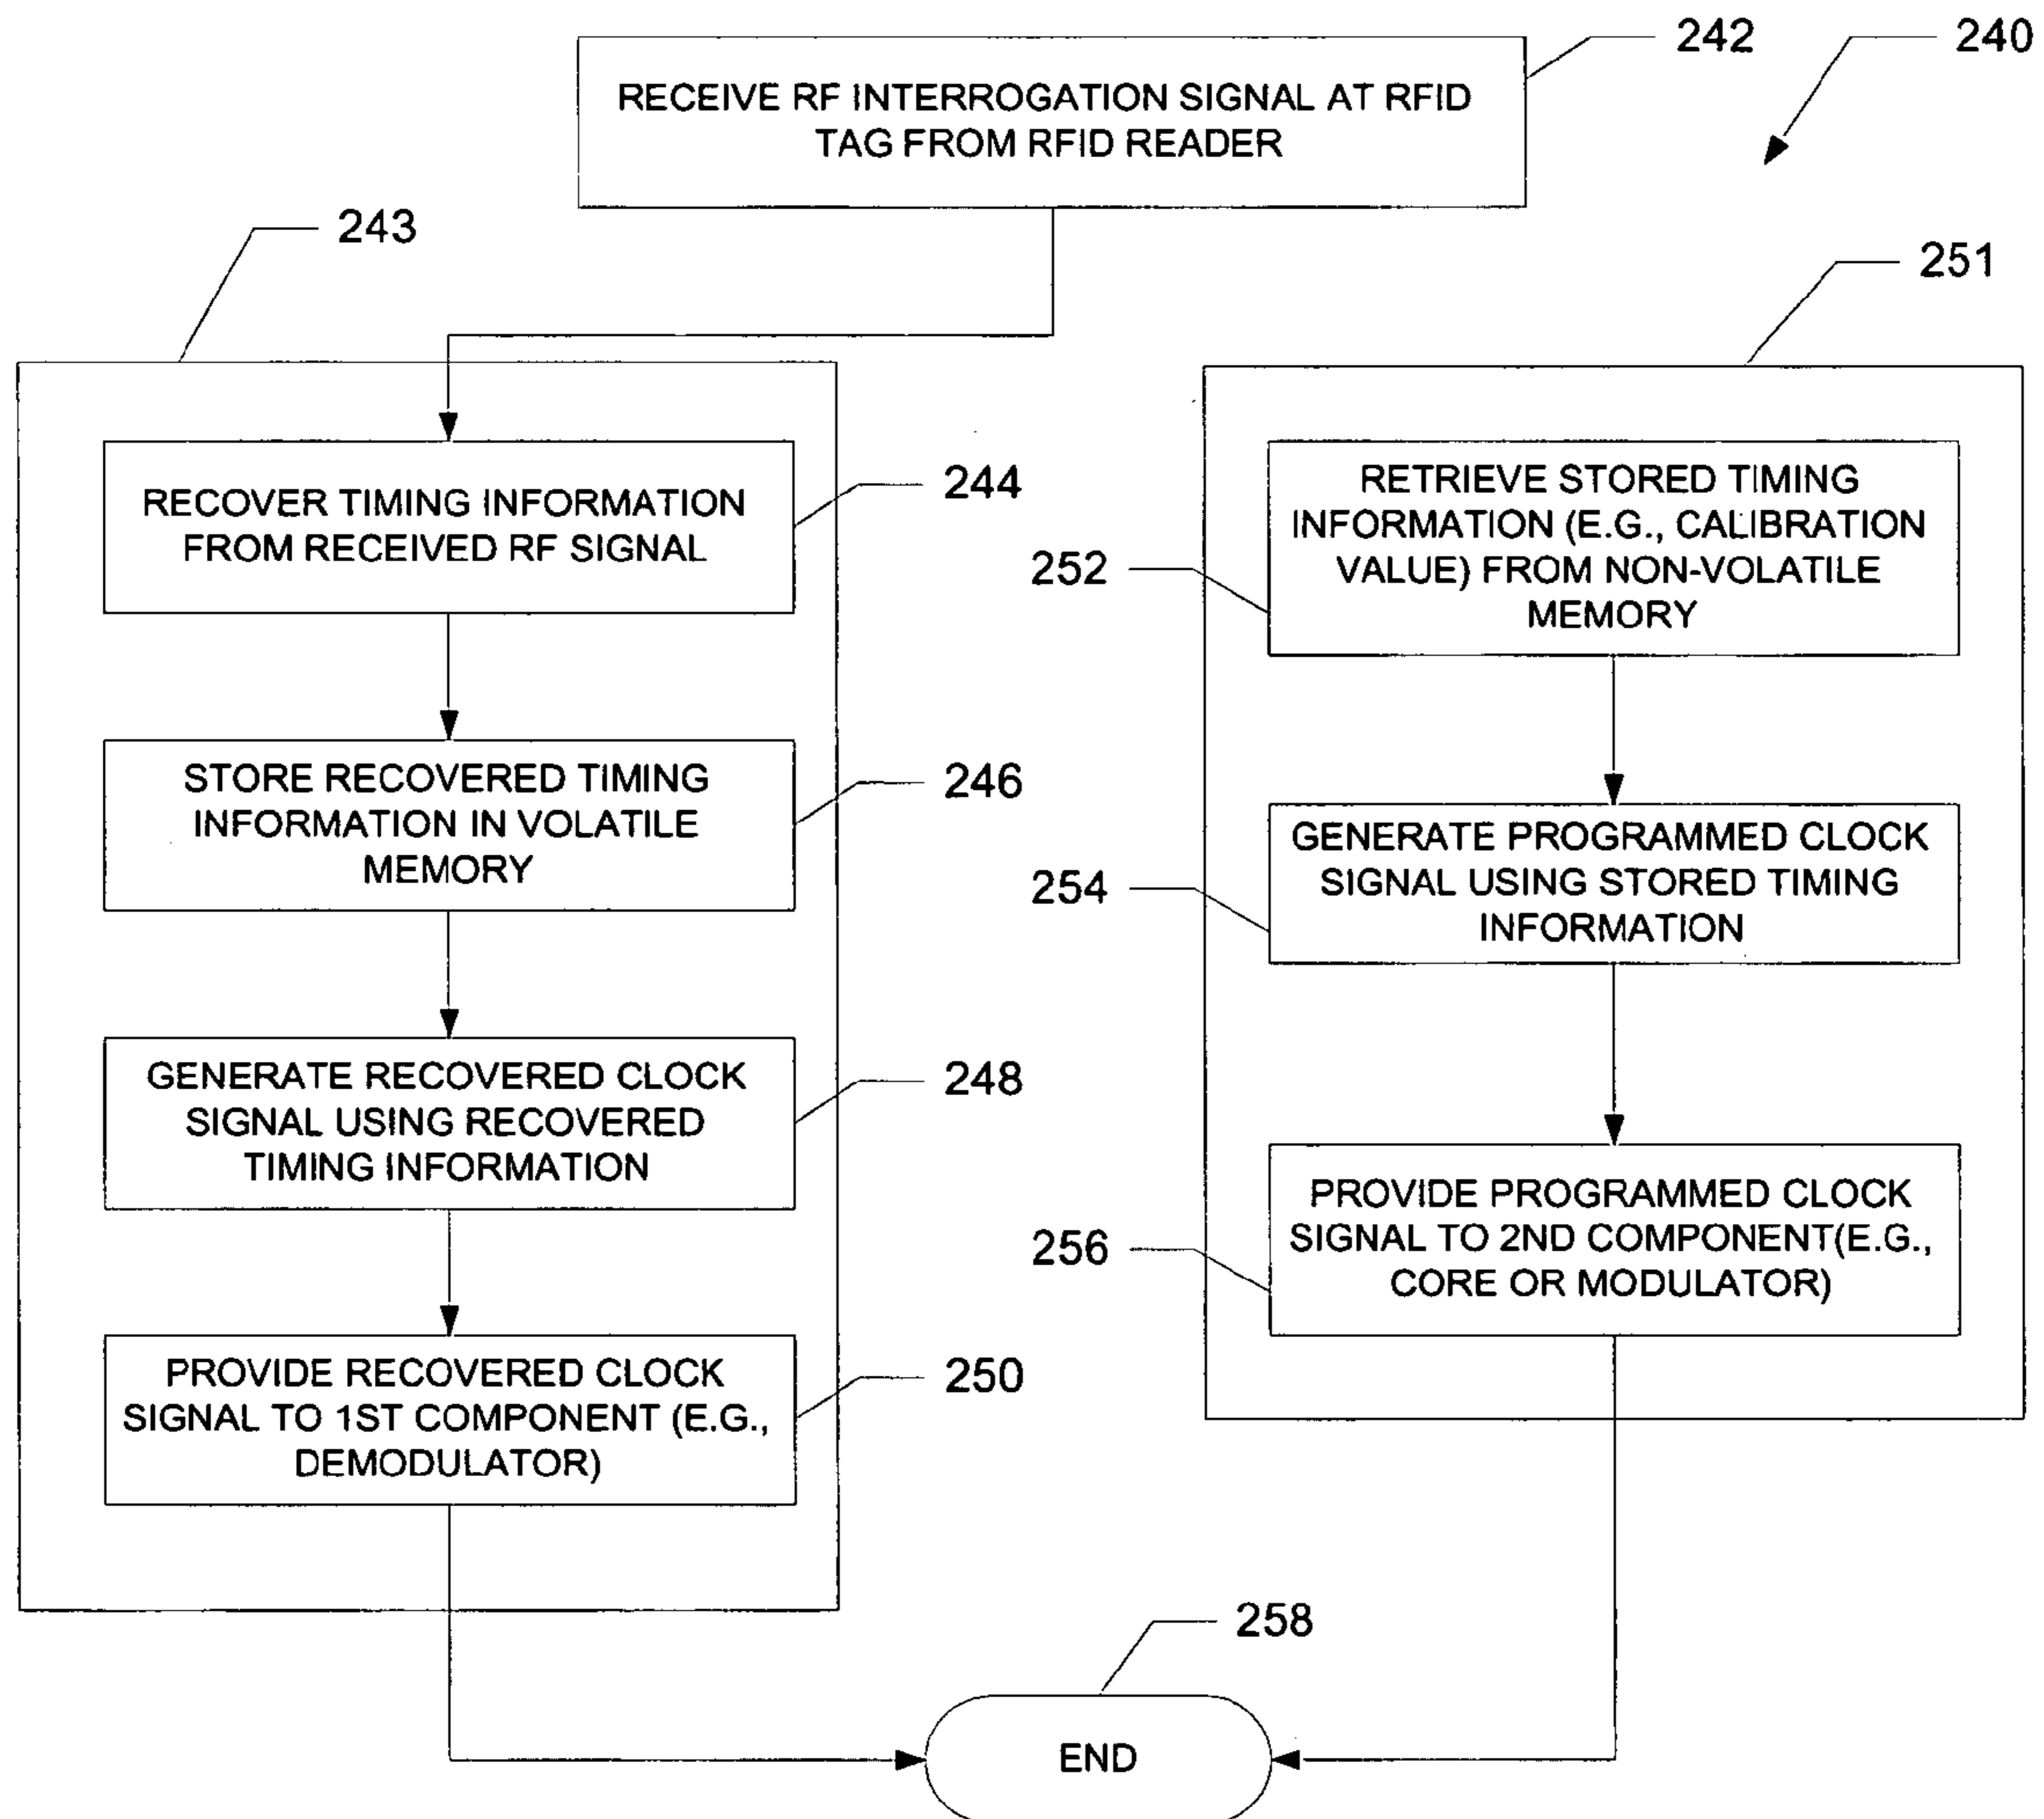 242
240
RECEIVE RF INTERROGATION SIGNAL AT RFID
TAG FROM RFID READER
243
251
RECOVER TIMING INFORMATION
FROM RECEIVED RF SIGNAL
244
STORE RECOVERED TIMING
INFORMATION IN VOLATILE
MEMORY
246
GENERATE RECOVERED CLOCK
SIGNAL USING RECOVERED
TIMING INFORMATION
248
PROVIDE RECOVERED CLOCK
SIGNAL TO 1ST COMPONENT (E.G.,
DEMODULATOR)
250
RETRIEVE STORED TIMING
INFORMATION (E.G., CALIBRATION
VALUE) FROM NON-VOLATILE
MEMORY
252
GENERATE PROGRAMMED CLOCK
SIGNAL USING STORED TIMING
INFORMATION
254
PROVIDE PROGRAMMED CLOCK
SIGNAL TO 2ND COMPONENT(E.G.,
CORE OR MODULATOR)
256
258
END